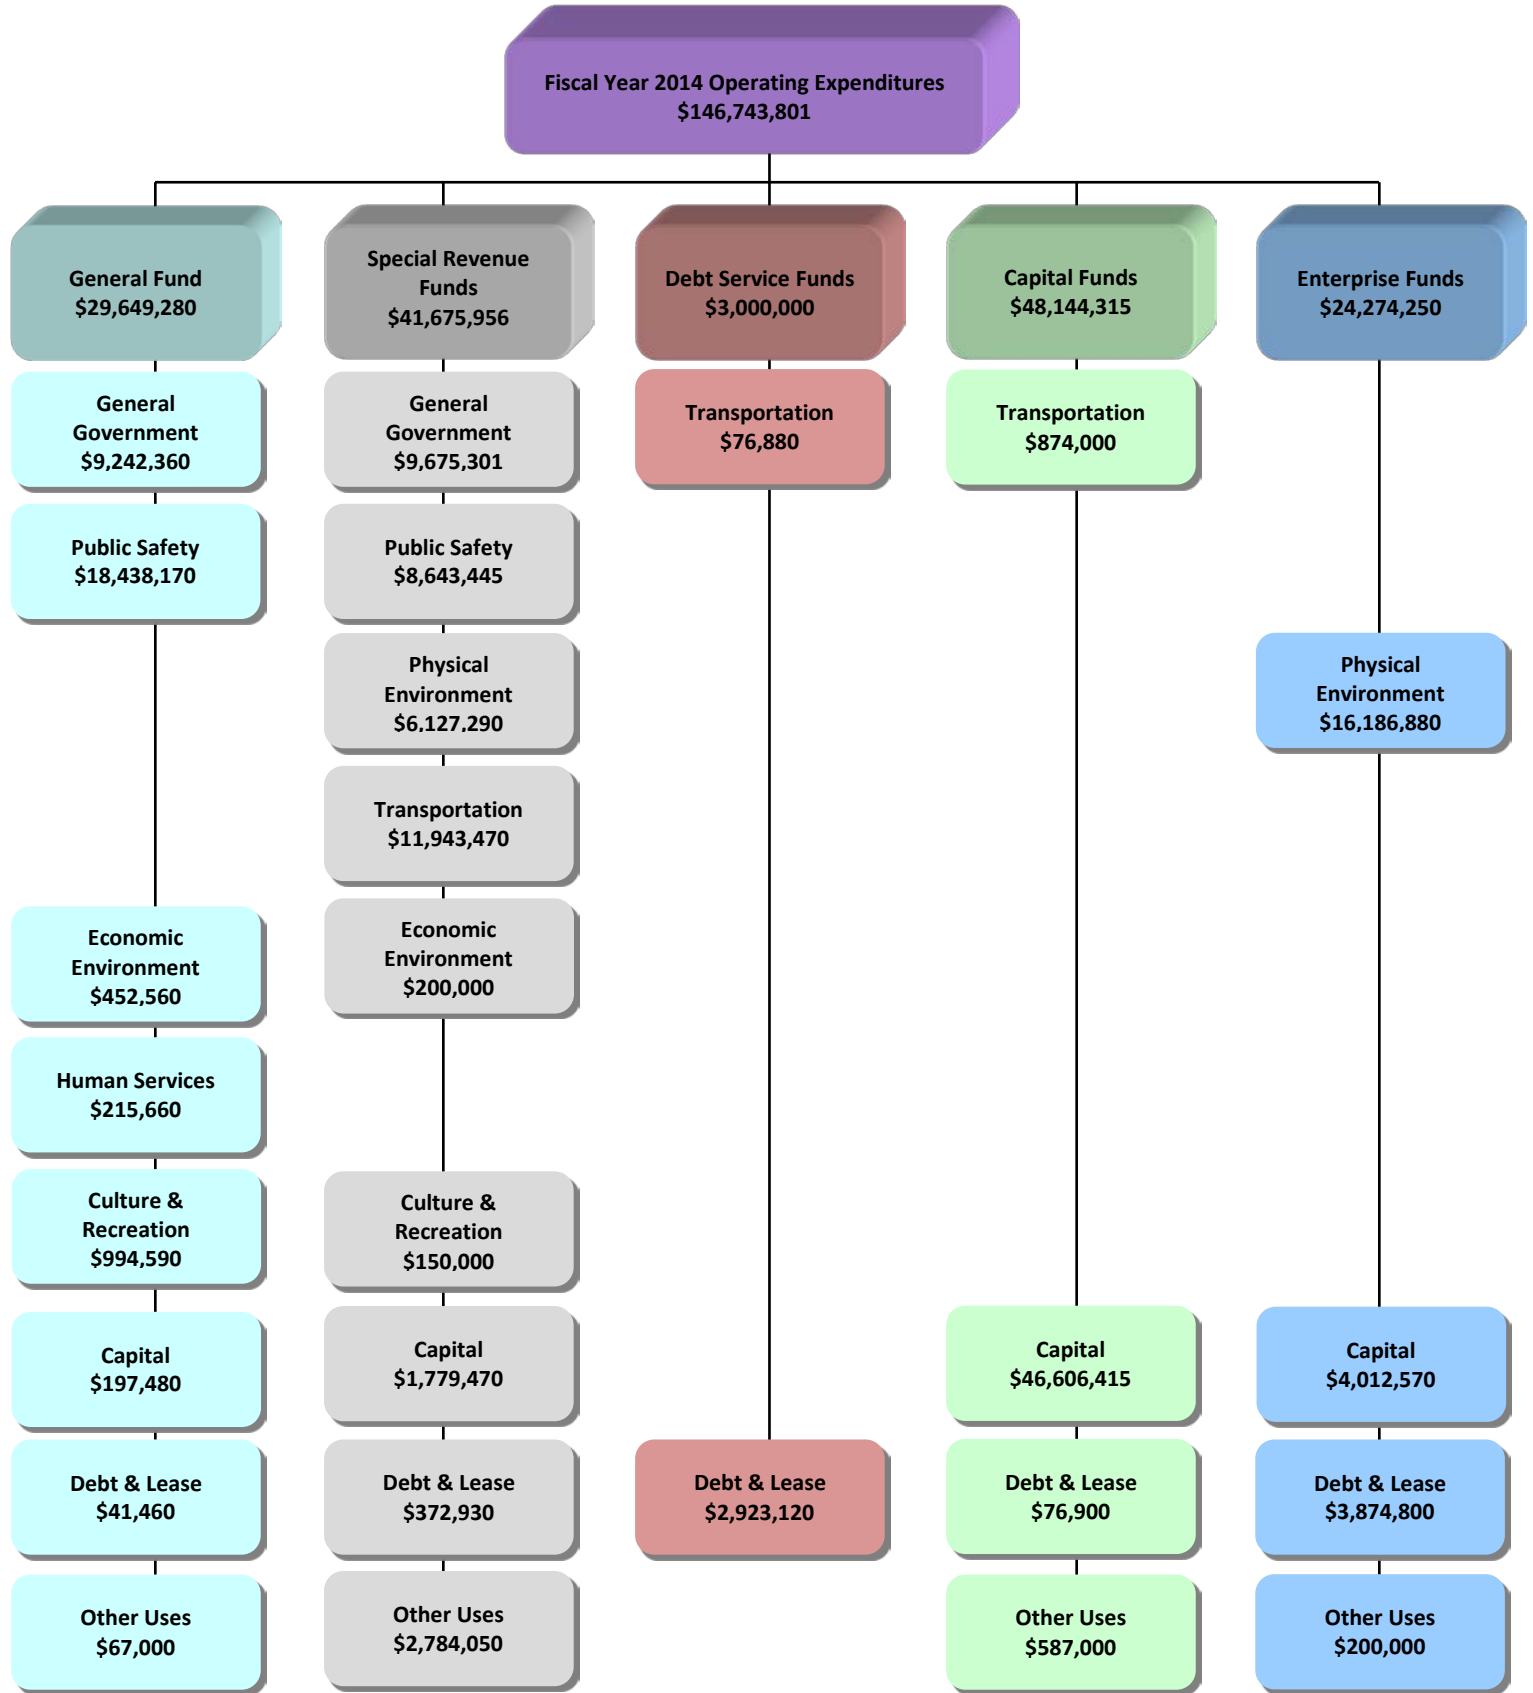 Fiscal Year 2014 Operating Expenditures
$146,743,801
General Fund
$29,649,280
Special Revenue
Funds
$41,675,956
Debt Service Funds
$3,000,000
Capital Funds
$48,144,315
Enterprise Funds
$24,274,250
General
Government
$9,242,360
General
Government
$9,675,301
Transportation
$76,880
Transportation
$874,000
Public Safety
$18,438,170
Public Safety
$8,643,445
Physical
Environment
$6,127,290
Physical
Environment
$16,186,880
Transportation
$11,943,470
Economic
Environment
$452,560
Economic
Environment
$200,000
Human Services
$215,660
Culture &
Recreation
$994,590
Culture &
Recreation
$150,000
Capital
$197,480
Capital
$1,779,470
Capital
$46,606,415
Capital
$4,012,570
Debt & Lease
$41,460
Debt & Lease
$372,930
Debt & Lease
$2,923,120
Debt & Lease
$76,900
Debt & Lease
$3,874,800
Other Uses
$67,000
Other Uses
$2,784,050
Other Uses
$587,000
Other Uses
$200,000